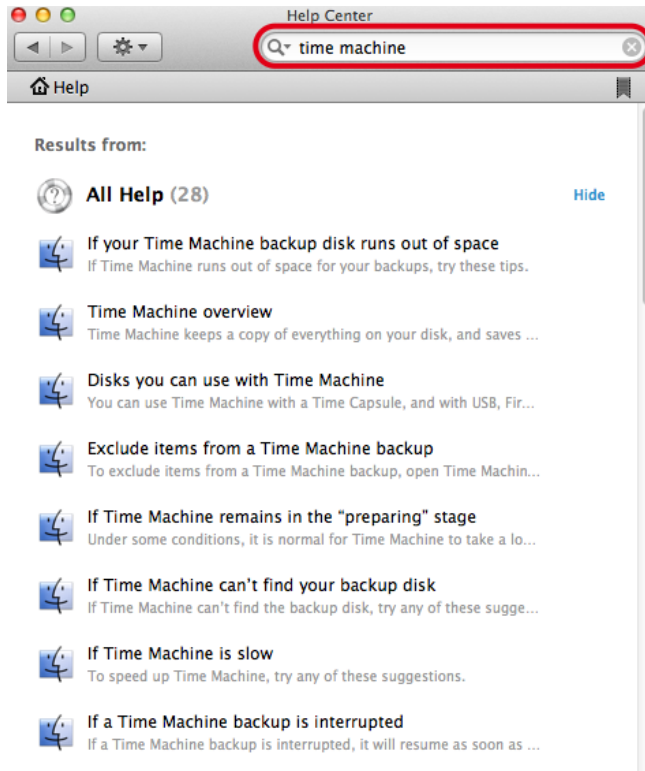 Help Center
time machine
Help
Results from:
All Help (28)
Hide
If your Time Machine backup disk runs out of space
If Time Machine runs out of space for your backups, try these tips.
Time Machine overview
Time Machine keeps a copy of everything on your disk, and saves ...
Disks you can use with Time Machine
You can use Time Machine with a Time Capsule, and with USB, Fir...
Exclude items from a Time Machine backup
To exclude items from a Time Machine backup, open Time Machin...
If Time Machine remains in the “preparing” stage
Under some conditions, it is normal for Time Machine to take a lo...
If Time Machine can’t find your backup disk
If Time Machine can’t find the backup disk, try any of these sugge...
If Time Machine is slow
To speed up Time Machine, try any of these suggestions.
If a Time Machine backup is interrupted
If a Time Machine backup is interrupted, it will resume as soon as ...